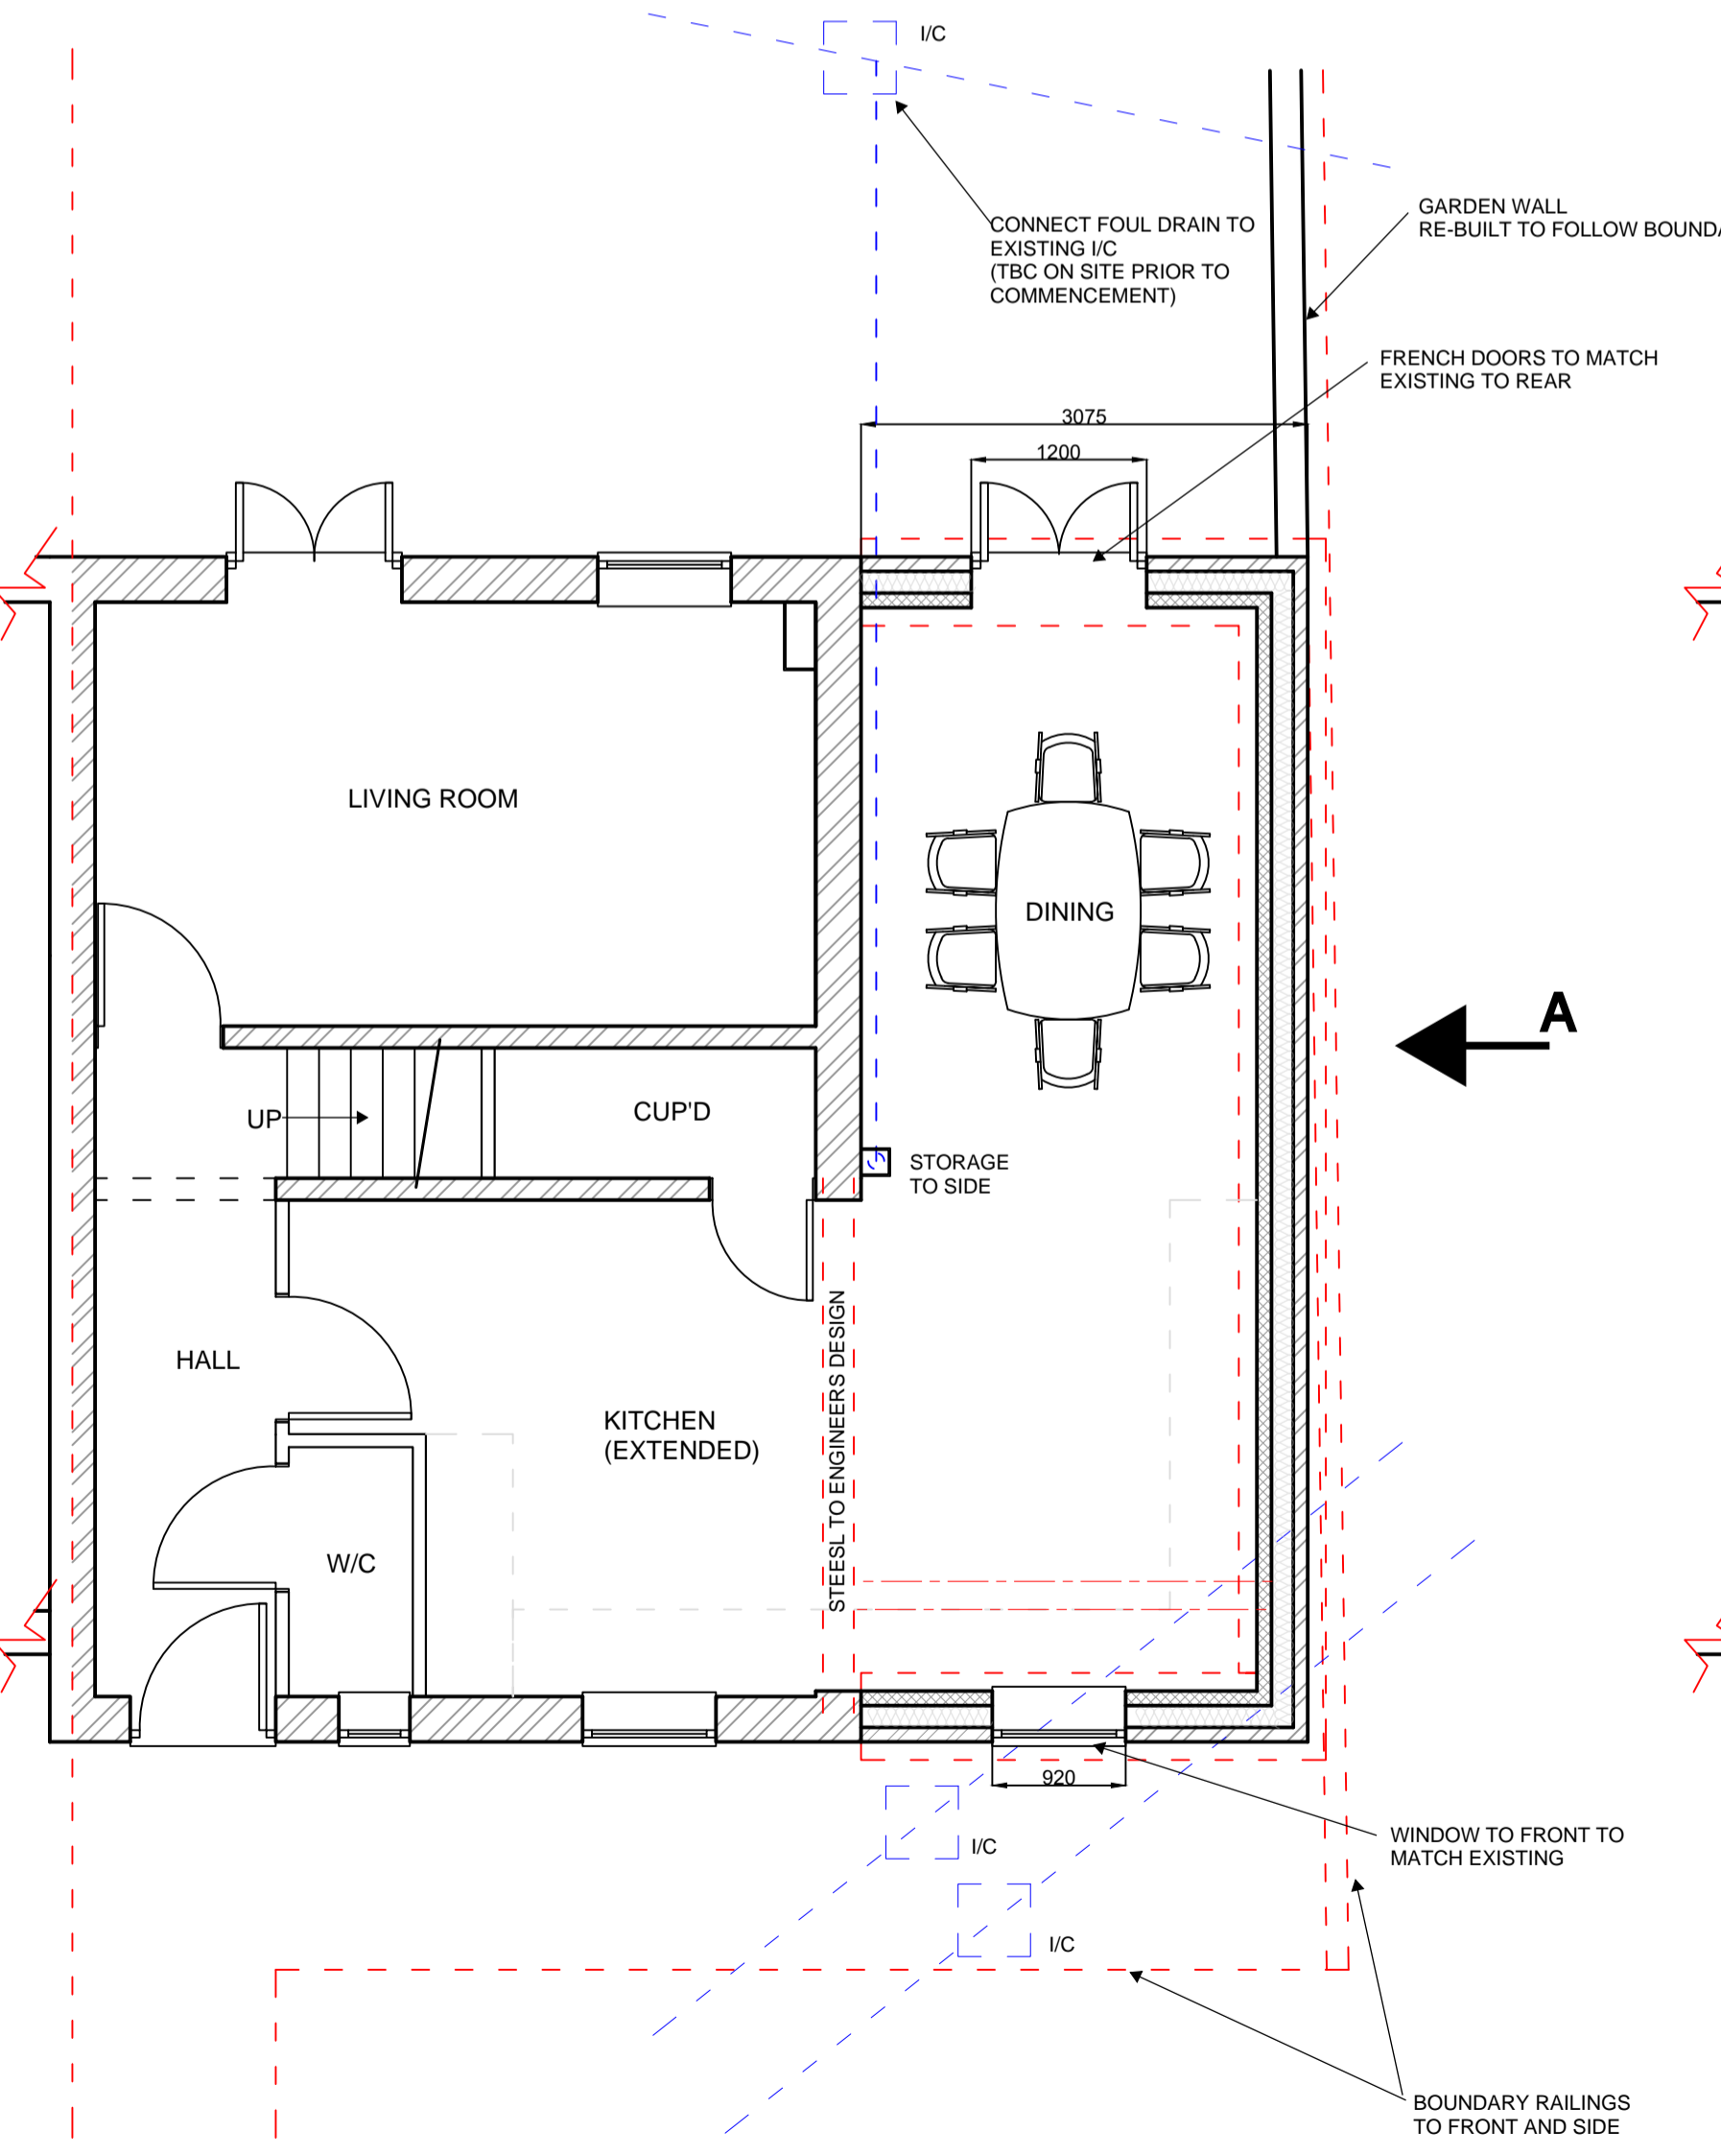 I/C
CONNECT FOUL DRAIN TO
EXISTING I/C
(TBC ON SITE PRIOR TO
COMMENCEMENT)
GARDEN WALL
RE-BUILT TO FOLLOW BOUNDA
FRENCH DOORS TO MATCH
EXISTING TO REAR
3075
1200
LIVING ROOM
DINING
A
UP
CUP'D
STORAGE
TO SIDE
HALL
KITCHEN
(EXTENDED)
STEESL TO ENGINEERS DESIGN
W/C
920
WINDOW TO FRONT TO
MATCH EXISTING
I/C
I/C
BOUNDARY RAILINGS
TO FRONT AND SIDE